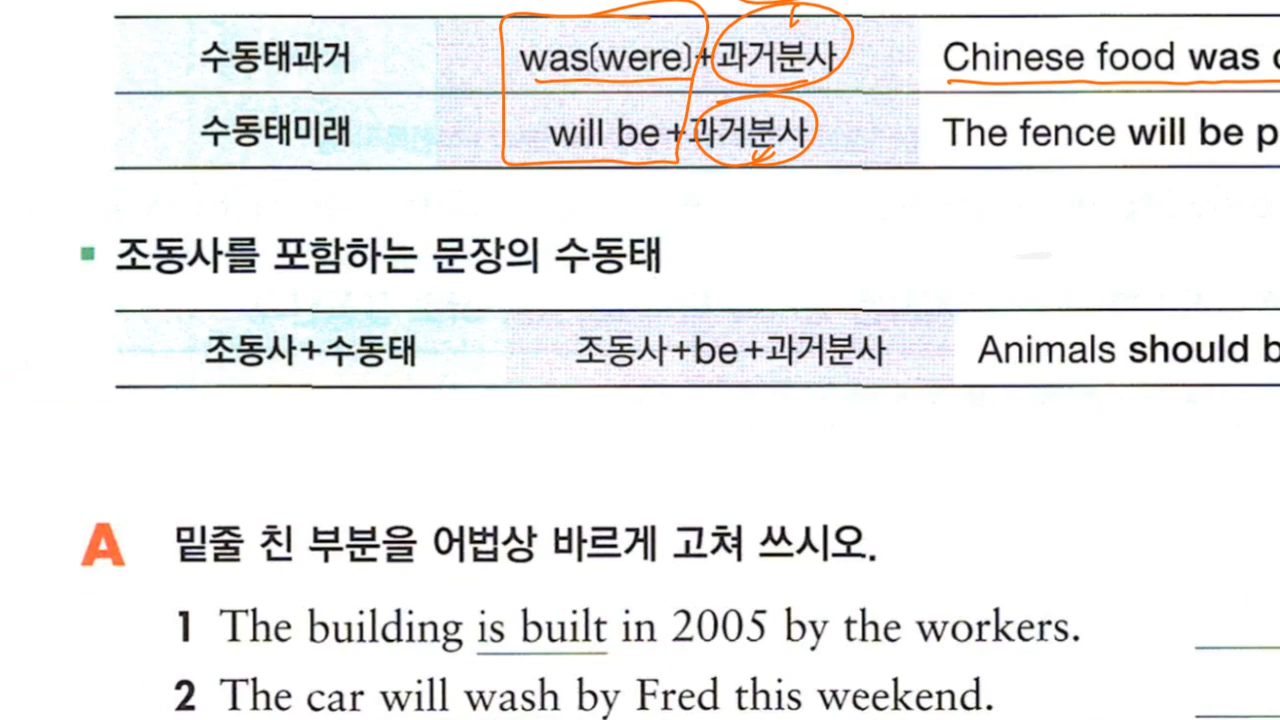 수동태과거 was(were)+과거분사 Chinese food was
수동태미래 will be+과거분사 The fence will be p
조동사를 포함하는 문장의 수동태
조동사+수동태 조동사+be+과거분사 Animals should b
A 밑줄 친 부분을 어법상 바르게 고쳐 쓰시오.
1 The building is built in 2005 by the workers.
2 The car will wash by Fred this weekend.